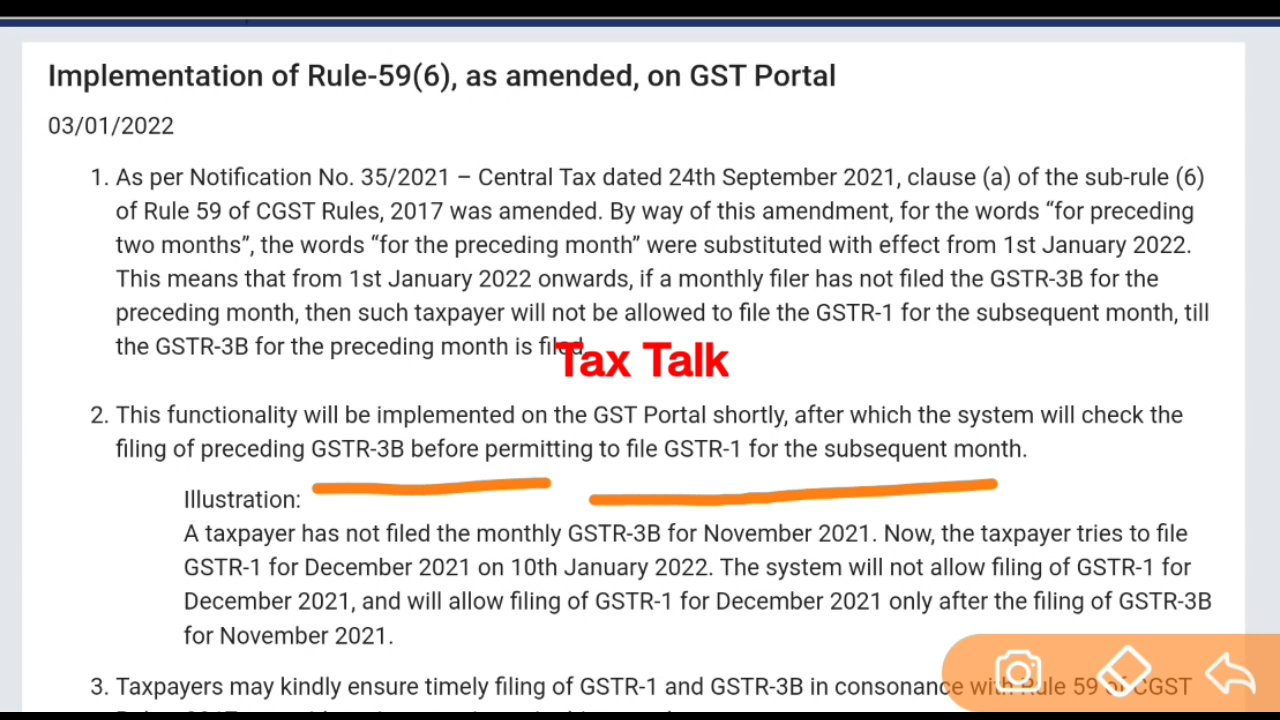 Implementation of Rule-59(6), as amended, on GST Portal
03/01/2022
1. As per Notification No. 35/2021 – Central Tax dated 24th September 2021, clause (a) of the sub-rule (6)
of Rule 59 of CGST Rules, 2017 was amended. By way of this amendment, for the words “for preceding
two months”, the words “for the preceding month” were substituted with effect from 1st January 2022.
This means that from 1st January 2022 onwards, if a monthly filer has not filed the GSTR-3B for the
preceding month, then such taxpayer will not be allowed to file the GSTR-1 for the subsequent month, till
the GSTR-3B for the preceding month is filed.
Tax Talk
2. This functionality will be implemented on the GST Portal shortly, after which the system will check the
filing of preceding GSTR-3B before permitting to file GSTR-1 for the subsequent month.
Illustration:
A taxpayer has not filed the monthly GSTR-3B for November 2021. Now, the taxpayer tries to file
GSTR-1 for December 2021 on 10th January 2022. The system will not allow filing of GSTR-1 for
December 2021, and will allow filing of GSTR-1 for December 2021 only after the filing of GSTR-3B
for November 2021.
3. Taxpayers may kindly ensure timely filing of GSTR-1 and GSTR-3B in consonance with Rule 59 of CGST